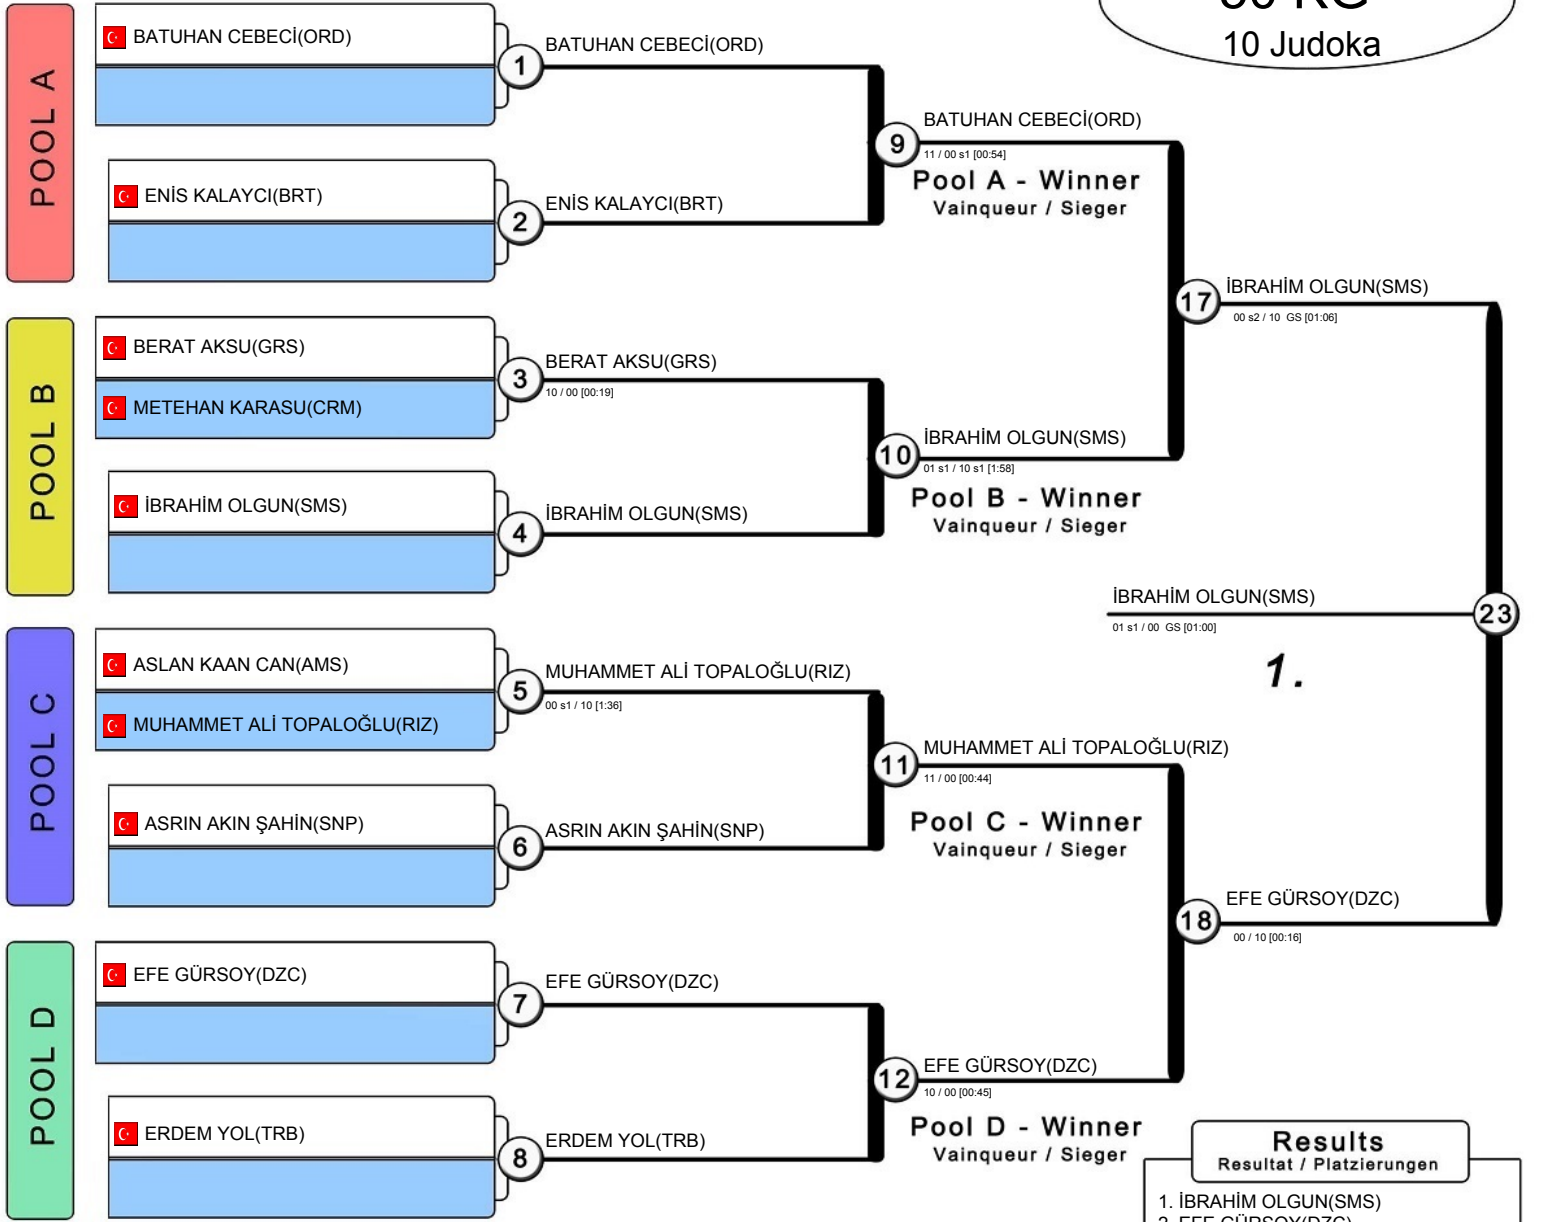 10 Judoka
POOL A
BATUHAN CEBECİ(ORD)
ENİS KALAYCI(BRT)
1
BATUHAN CEBECİ(ORD)
2
ENİS KALAYCI(BRT)
9
BATUHAN CEBECİ(ORD)
11 / 00 s1 [00:54]
Pool A - Winner
Vainqueur / Sieger
POOL B
BERAT AKSU(GRS)
METEHAN KARASU(CRM)
İBRAHİM OLGUN(SMS)
3
BERAT AKSU(GRS)
10 / 00 [00:19]
4
İBRAHİM OLGUN(SMS)
10
İBRAHİM OLGUN(SMS)
01 s1 / 10 s1 [1:58]
Pool B - Winner
Vainqueur / Sieger
17
İBRAHİM OLGUN(SMS)
00 s2 / 10 GS [01:06]
İBRAHİM OLGUN(SMS)
01 s1 / 00 GS [01:00]
23
1.
POOL C
ASLAN KAAN CAN(AMS)
MUHAMMET ALİ TOPALOĞLU(RIZ)
ASRIN AKIN ŞAHİN(SNP)
5
MUHAMMET ALİ TOPALOĞLU(RIZ)
00 s1 / 10 [1:36]
6
ASRIN AKIN ŞAHİN(SNP)
11
MUHAMMET ALİ TOPALOĞLU(RIZ)
11 / 00 [00:44]
Pool C - Winner
Vainqueur / Sieger
18
EFE GÜRSOY(DZC)
00 / 10 [00:16]
POOL D
EFE GÜRSOY(DZC)
ERDEM YOL(TRB)
7
EFE GÜRSOY(DZC)
8
ERDEM YOL(TRB)
12
EFE GÜRSOY(DZC)
10 / 00 [00:45]
Pool D - Winner
Vainqueur / Sieger
Results
Resultat / Platzierungen
1. İBRAHİM OLGUN(SMS)
2. EFE GÜRSOY(DZC)